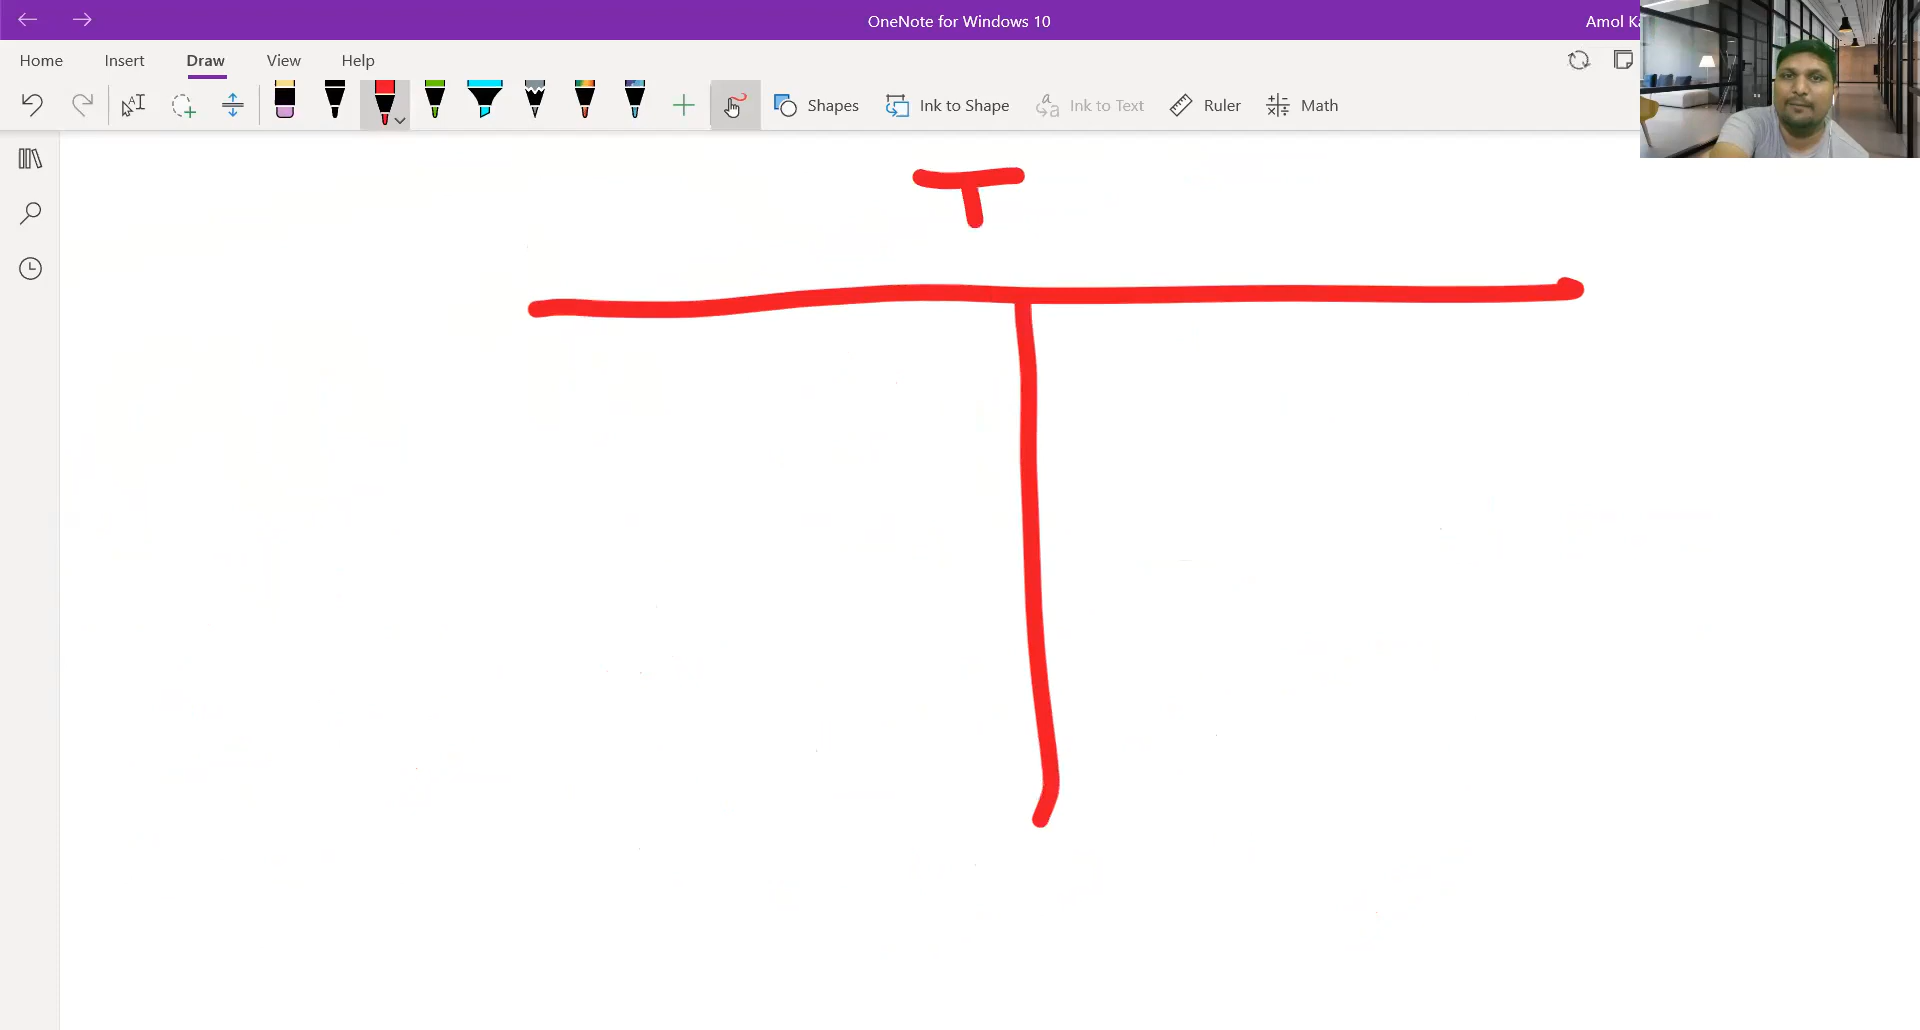 OneNote for Windows 10
Amol Ka
Home Insert Draw View Help
Shapes Ink to Shape Ink to Text Ruler Math
T